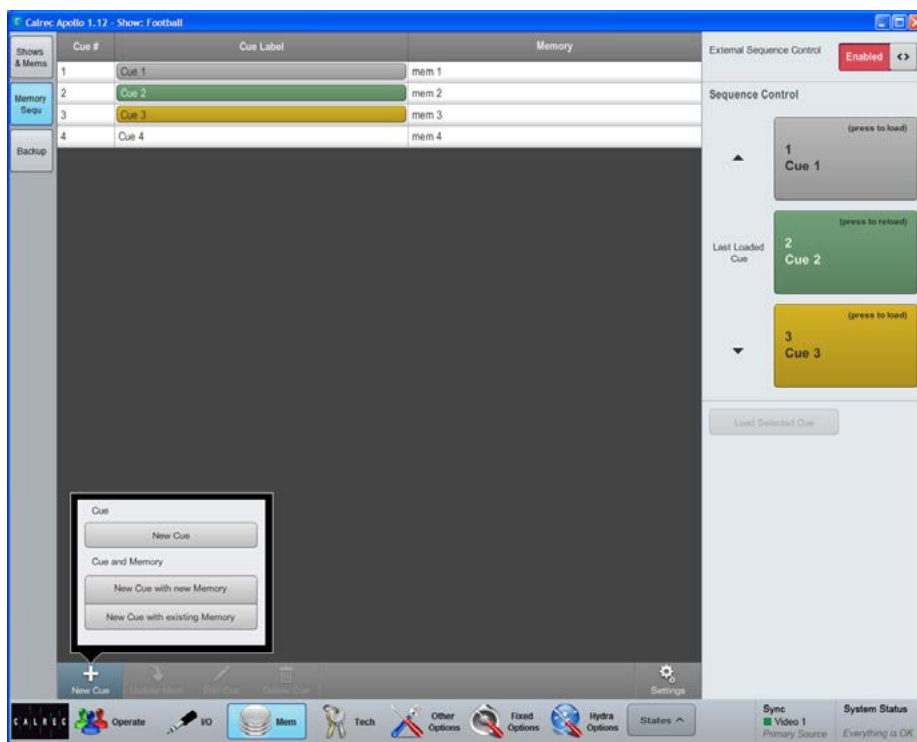 Calrec Apollo 1.12 - Show: Football
Shows & Mems
Memory Sequ
Backup
Cue # Cue Label Memory
1 Cue 1 mem 1
2 Cue 2 mem 2
3 Cue 3 mem 3
4 Cue 4 mem 4
External Sequence Control
Enabled <>
Sequence Control
(press to load)
1
Cue 1
Last Loaded Cue
(press to reload)
2
Cue 2
(press to load)
3
Cue 3
Load Selected Cue
Cue
New Cue
Cue and Memory
New Cue with new Memory
New Cue with existing Memory
New Cue Update Mem Edit Cue Delete Cue Settings
CALREC Operate I/O Mem Tech Other Options Fixed Options Hydra Options States
Sync
Video 1
Primary Source
System Status
Everything is OK